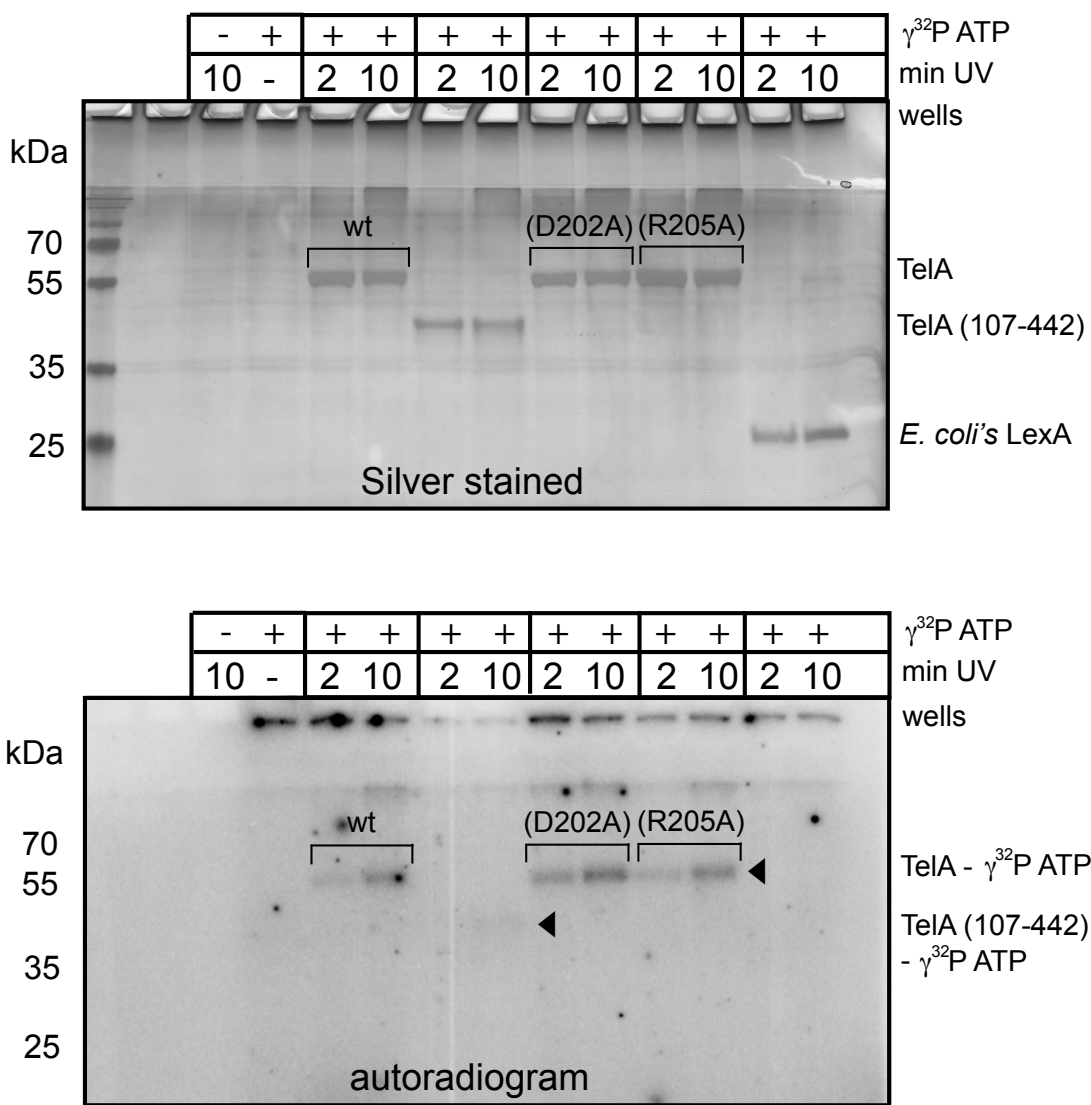 - + + + + + + + + + + + γ³²P ATP
10 - 2 10 2 10 2 10 2 10 2 10 min UV
wells
kDa
wt (D202A) (R205A)
70
55 TelA
TelA (107-442)
35
25 E. coli's LexA
Silver stained
- + + + + + + + + + + + γ³²P ATP
10 - 2 10 2 10 2 10 2 10 2 10 min UV
wells
kDa
wt (D202A) (R205A)
70
55 TelA - γ³²P ATP
TelA (107-442)
35 - γ³²P ATP
25
autoradiogram